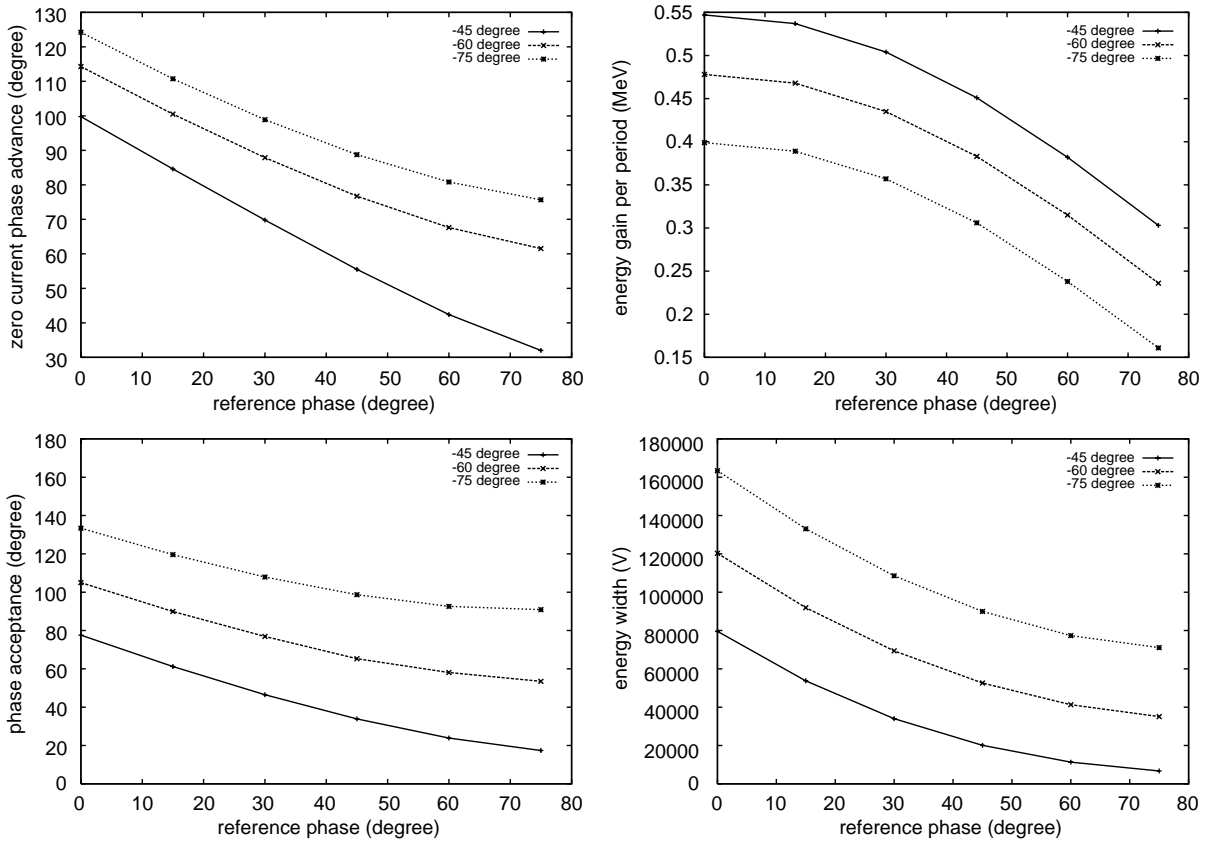 zero current phase advance (degree)
130
120
110
100
90
80
70
60
50
40
30
0 10 20 30 40 50 60 70 80
reference phase (degree)
-45 degree
-60 degree
-75 degree
energy gain per period (MeV)
0.55
0.5
0.45
0.4
0.35
0.3
0.25
0.2
0.15
0 10 20 30 40 50 60 70 80
reference phase (degree)
-45 degree
-60 degree
-75 degree
phase acceptance (degree)
180
160
140
120
100
80
60
40
20
0
0 10 20 30 40 50 60 70 80
reference phase (degree)
-45 degree
-60 degree
-75 degree
energy width (V)
180000
160000
140000
120000
100000
80000
60000
40000
20000
0
0 10 20 30 40 50 60 70 80
reference phase (degree)
-45 degree
-60 degree
-75 degree